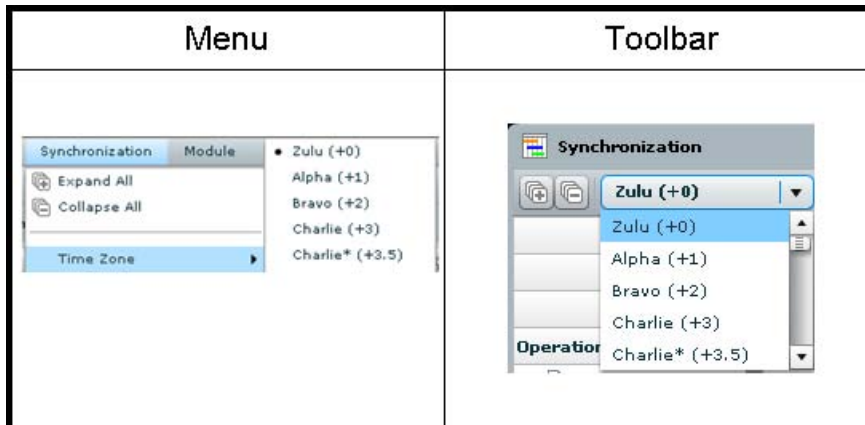 Menu
Toolbar
Synchronization Module
Expand All
Collapse All
Time Zone
Zulu (+0)
Alpha (+1)
Bravo (+2)
Charlie (+3)
Charlie* (+3.5)
Synchronization
Zulu (+0)
Zulu (+0)
Alpha (+1)
Bravo (+2)
Charlie (+3)
Charlie* (+3.5)
Operation